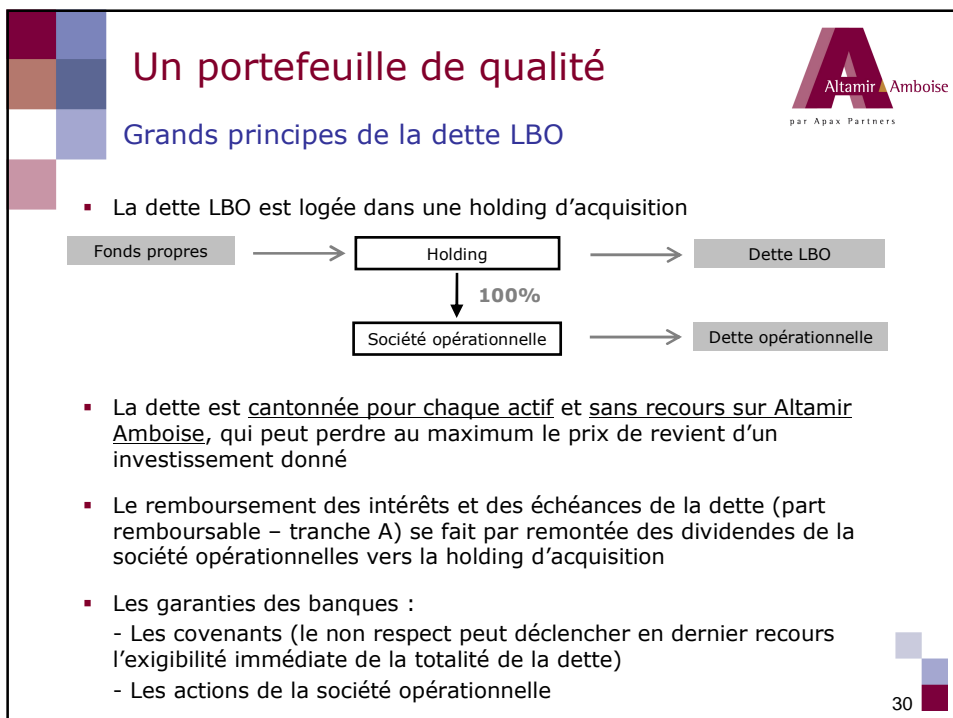 Un portefeuille de qualité
Altamir Amboise
par Apax Partners
Grands principes de la dette LBO
▪ La dette LBO est logée dans une holding d'acquisition
Fonds propres
Holding
Dette LBO
100%
Société opérationnelle
Dette opérationnelle
▪ La dette est cantonnée pour chaque actif et sans recours sur Altamir
Amboise, qui peut perdre au maximum le prix de revient d'un
investissement donné
▪ Le remboursement des intérêts et des échéances de la dette (part
remboursable – tranche A) se fait par remontée des dividendes de la
société opérationnelles vers la holding d'acquisition
▪ Les garanties des banques :
- Les covenants (le non respect peut déclencher en dernier recours
l'exigibilité immédiate de la totalité de la dette)
- Les actions de la société opérationnelle
30